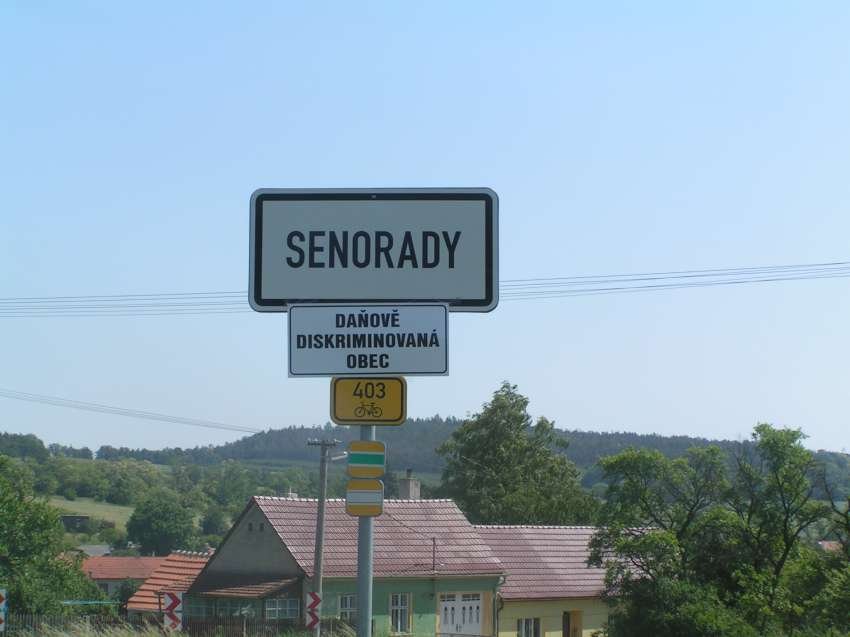 SENORADY
DAŇOVĚ
DISKRIMINOVANÁ
OBEC
403